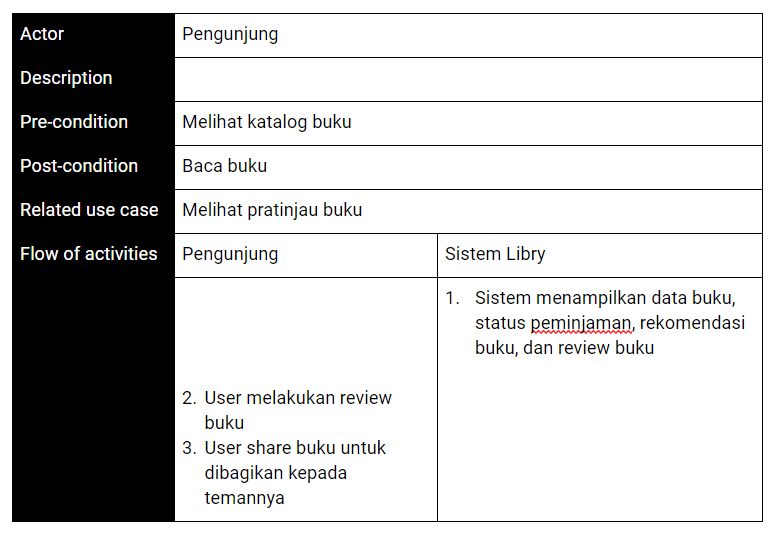 Actor
Pengunjung
Description
Pre-condition
Melihat katalog buku
Post-condition
Baca buku
Related use case
Melihat pratinjau buku
Flow of activities
Pengunjung
Sistem Libry
1. Sistem menampilkan data buku,
status peminjaman, rekomendasi
buku, dan review buku
2. User melakukan review
buku
3. User share buku untuk
dibagikan kepada
temannya